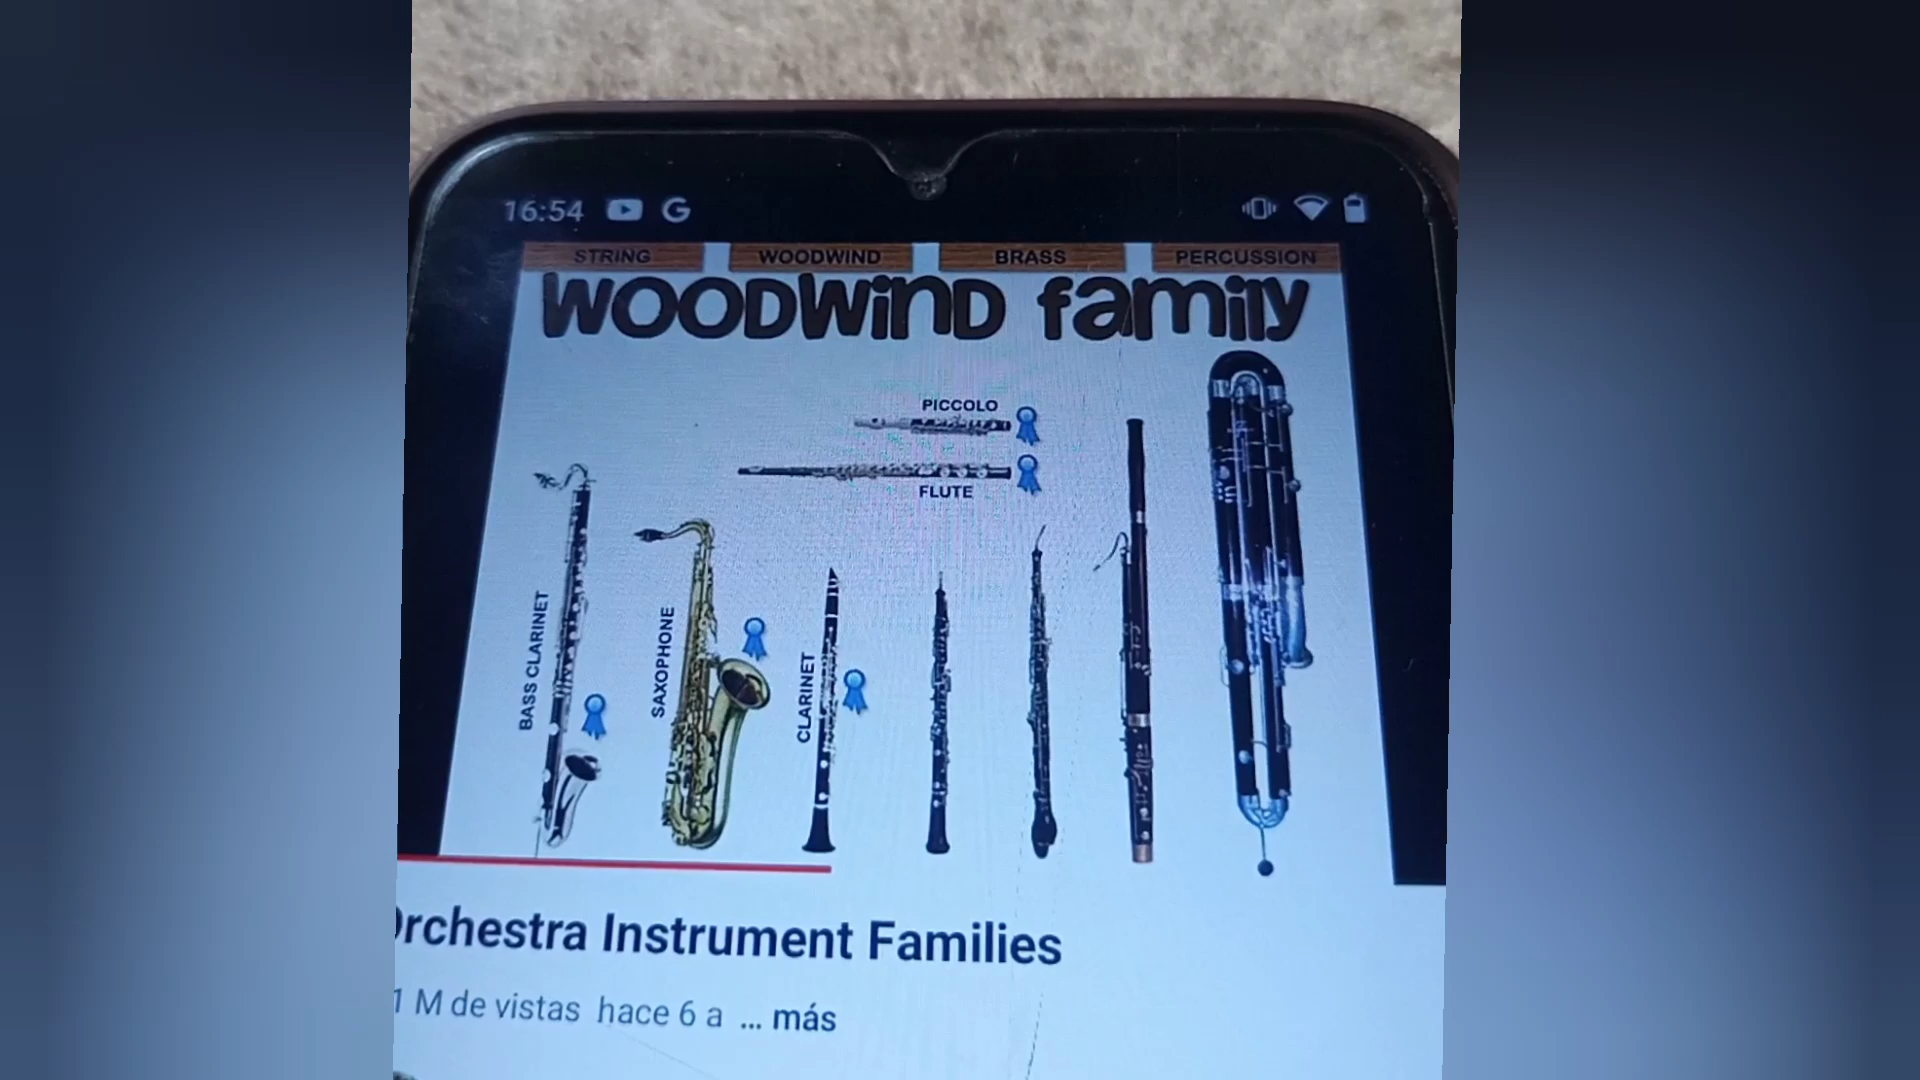 16:54
STRING WOODWIND BRASS PERCUSSION
WOODWIND family
PICCOLO
FLUTE
BASS CLARINET
SAXOPHONE
CLARINET
Orchestra Instrument Families
1 M de vistas hace 6 a ... más